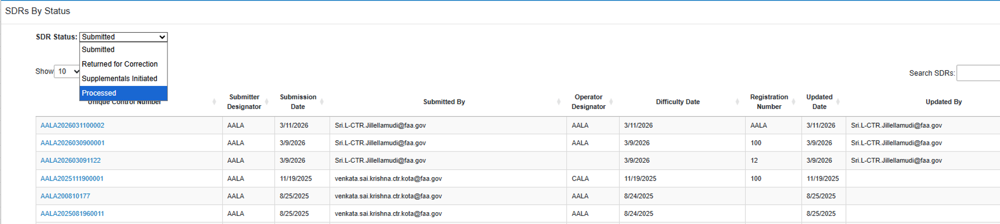 SDRs By Status
SDR Status: Submitted
Submitted
Returned for Correction
Supplementals Initiated
Processed
Show 10
Search SDRs:
Unique Control Number Submitter Designator Submission Date Submitted By Operator Designator Difficulty Date Registration Number Updated Date Updated By
AALA2026031100002 AALA 3/11/2026 Sri.L-CTR.Jillellamudi@faa.gov AALA 3/11/2026 AALA 3/11/2026 Sri.L-CTR.Jillellamudi@faa.gov
AALA2026030900001 AALA 3/9/2026 Sri.L-CTR.Jillellamudi@faa.gov AALA 3/9/2026 100 3/9/2026 Sri.L-CTR.Jillellamudi@faa.gov
AALA202603091122 AALA 3/9/2026 Sri.L-CTR.Jillellamudi@faa.gov 3/9/2026 12 3/9/2026 Sri.L-CTR.Jillellamudi@faa.gov
AALA2025111900001 AALA 11/19/2025 venkata.sai.krishna.ctr.kota@faa.gov CALA 11/19/2025 100 11/19/2025
AALA200810177 AALA 8/25/2025 venkata.sai.krishna.ctr.kota@faa.gov AALA 8/24/2025 8/25/2025
AALA2025081960011 AALA 8/25/2025 venkata.sai.krishna.ctr.kota@faa.gov AALA 8/24/2025 8/25/2025